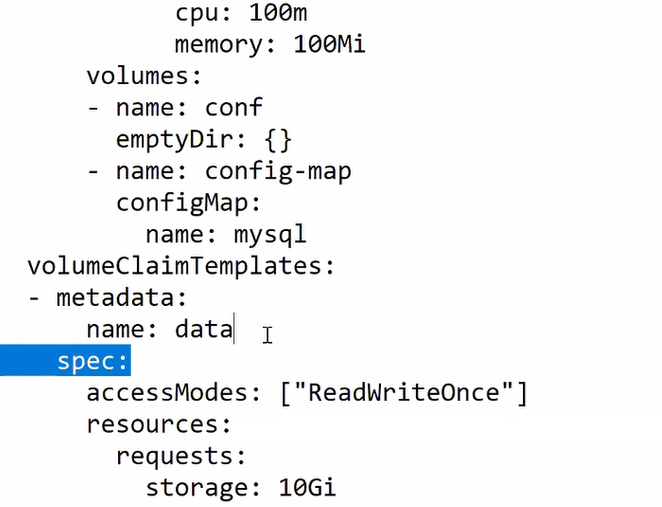 cpu: 100m
            memory: 100Mi
      volumes:
      - name: conf
        emptyDir: {}
      - name: config-map
        configMap:
          name: mysql
  volumeClaimTemplates:
  - metadata:
      name: data
    spec:
      accessModes: ["ReadWriteOnce"]
      resources:
        requests:
          storage: 10Gi